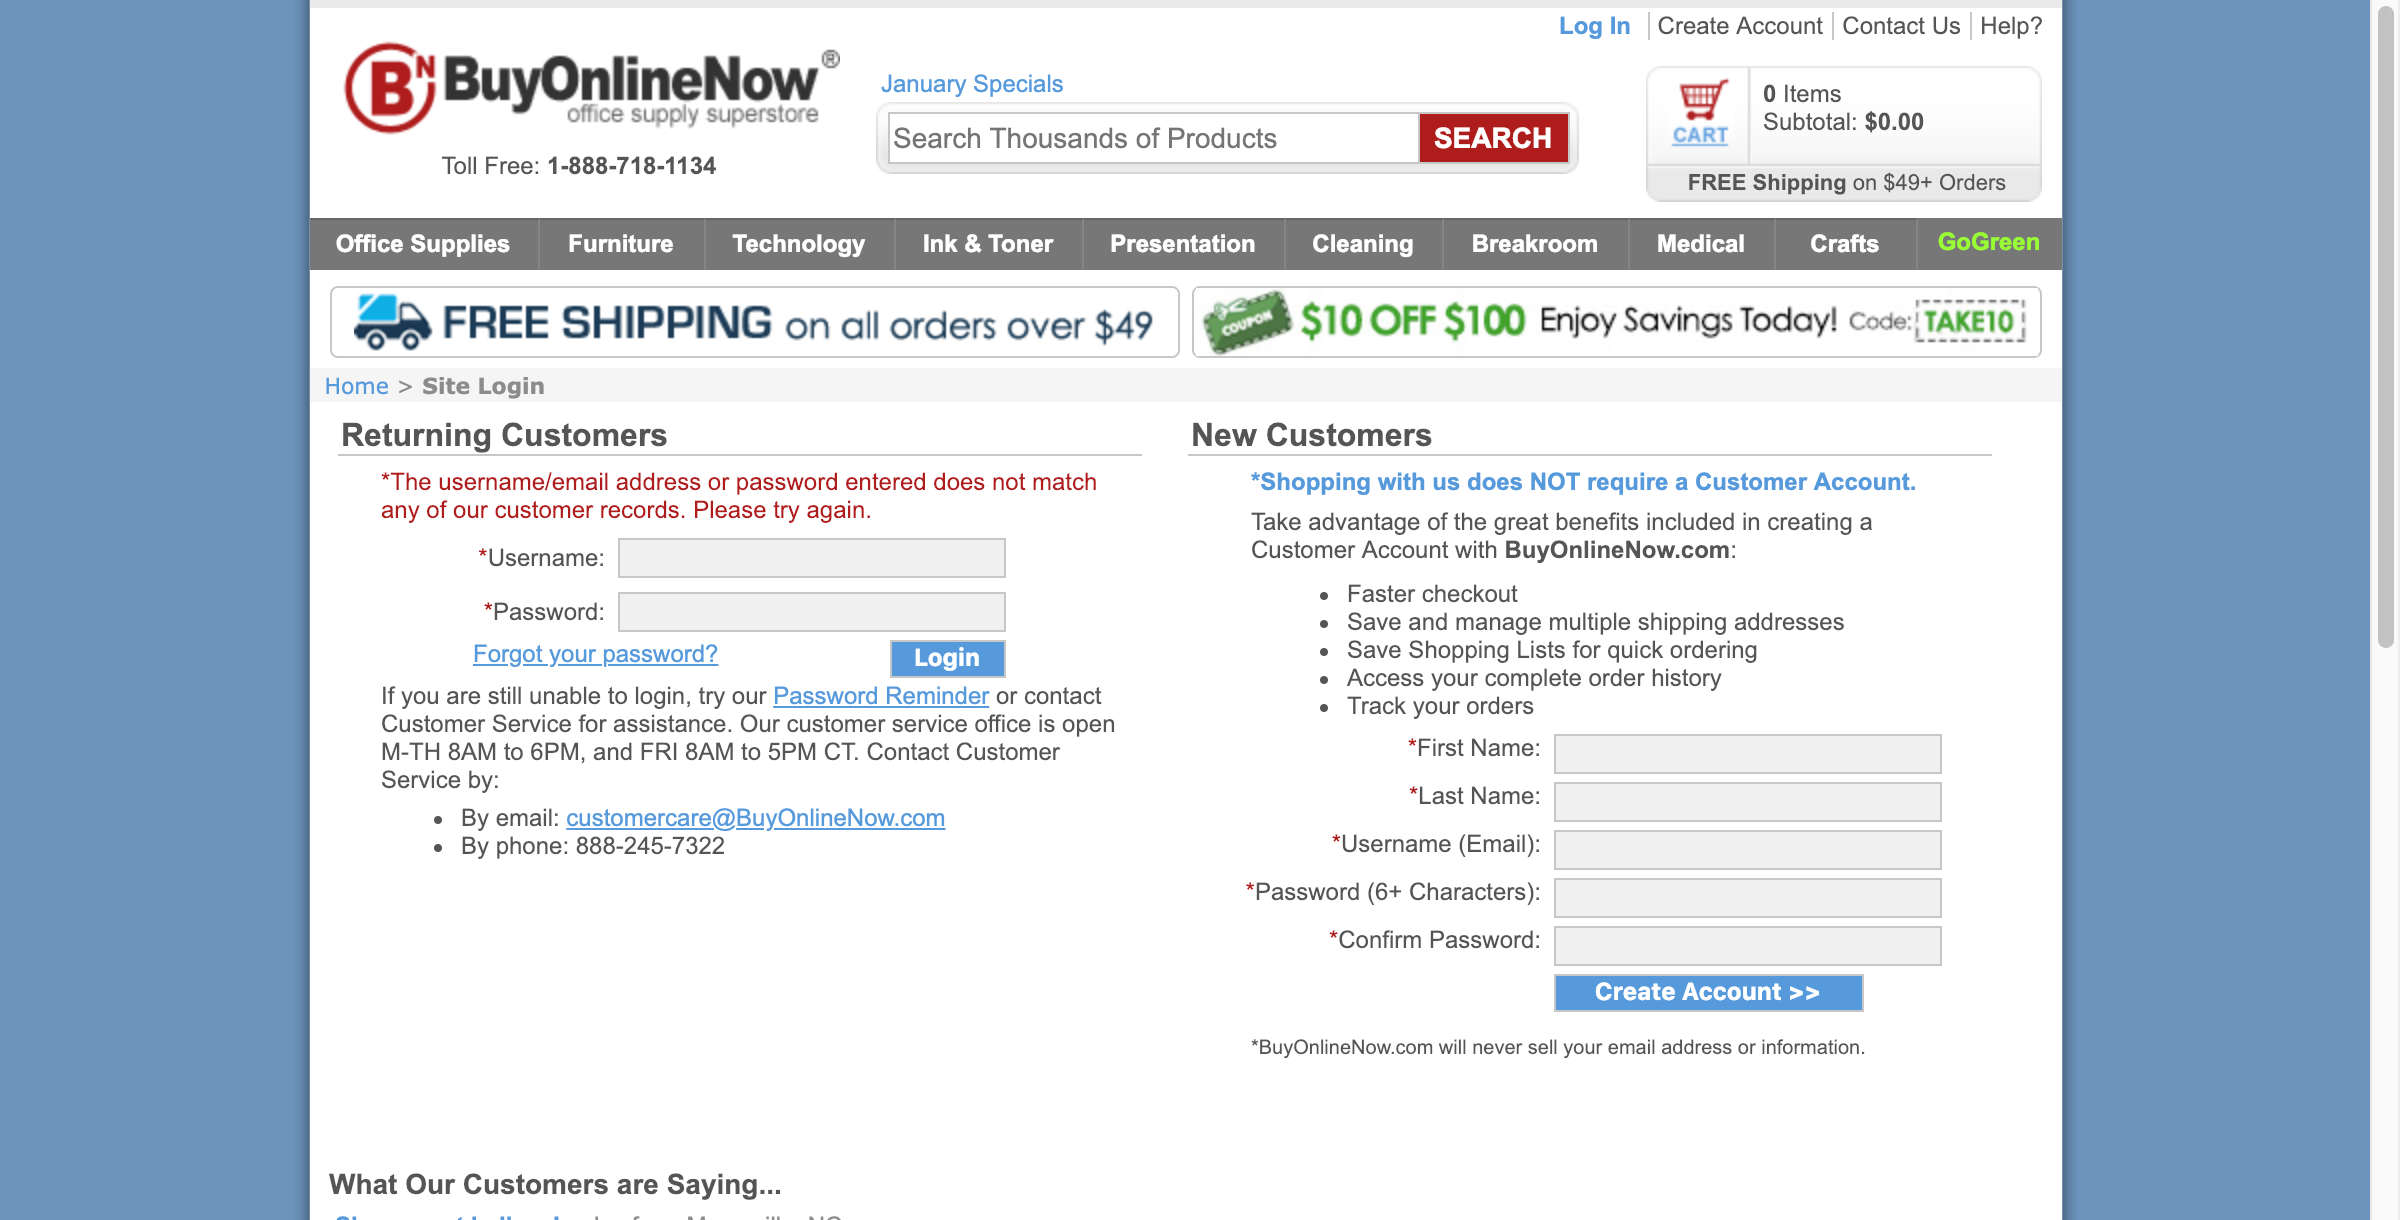 Log In
Create Account
Contact Us
Help?
BN BuyOnlineNow®
office supply superstore
Toll Free: 1-888-718-1134
January Specials
Search Thousands of Products
SEARCH
CART
0 Items
Subtotal: $0.00
FREE Shipping on $49+ Orders
Office Supplies
Furniture
Technology
Ink & Toner
Presentation
Cleaning
Breakroom
Medical
Crafts
GoGreen
FREE SHIPPING on all orders over $49
COUPON $10 OFF $100 Enjoy Savings Today! Code: TAKE10
Home > Site Login
Returning Customers
*The username/email address or password entered does not match
any of our customer records. Please try again.
*Username:
*Password:
Forgot your password?
Login
If you are still unable to login, try our Password Reminder or contact
Customer Service for assistance. Our customer service office is open
M-TH 8AM to 6PM, and FRI 8AM to 5PM CT. Contact Customer
Service by:
• By email: customercare@BuyOnlineNow.com
• By phone: 888-245-7322
New Customers
*Shopping with us does NOT require a Customer Account.
Take advantage of the great benefits included in creating a
Customer Account with BuyOnlineNow.com:
• Faster checkout
• Save and manage multiple shipping addresses
• Save Shopping Lists for quick ordering
• Access your complete order history
• Track your orders
*First Name:
*Last Name:
*Username (Email):
*Password (6+ Characters):
*Confirm Password:
Create Account >>
*BuyOnlineNow.com will never sell your email address or information.
What Our Customers are Saying...